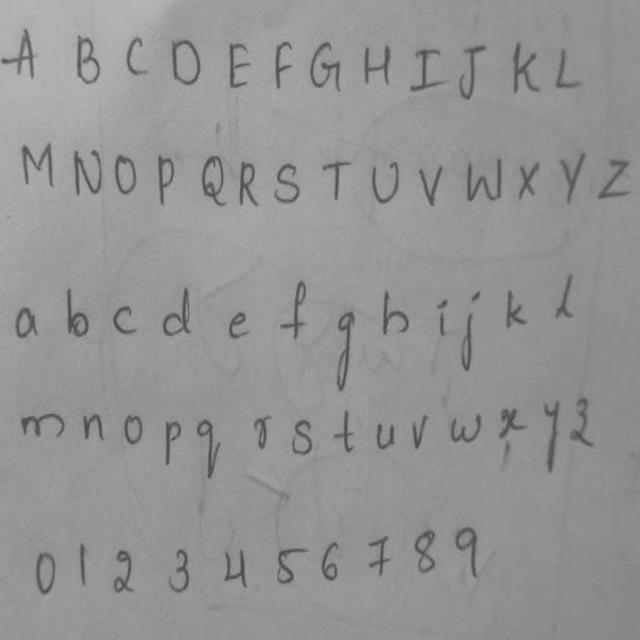 A B C D E F G H I J K L
M N O P Q R S T U V W X Y Z
a b c d e f g h i j k l
m n o p q r s t u v w x y z
0 1 2 3 4 5 6 7 8 9